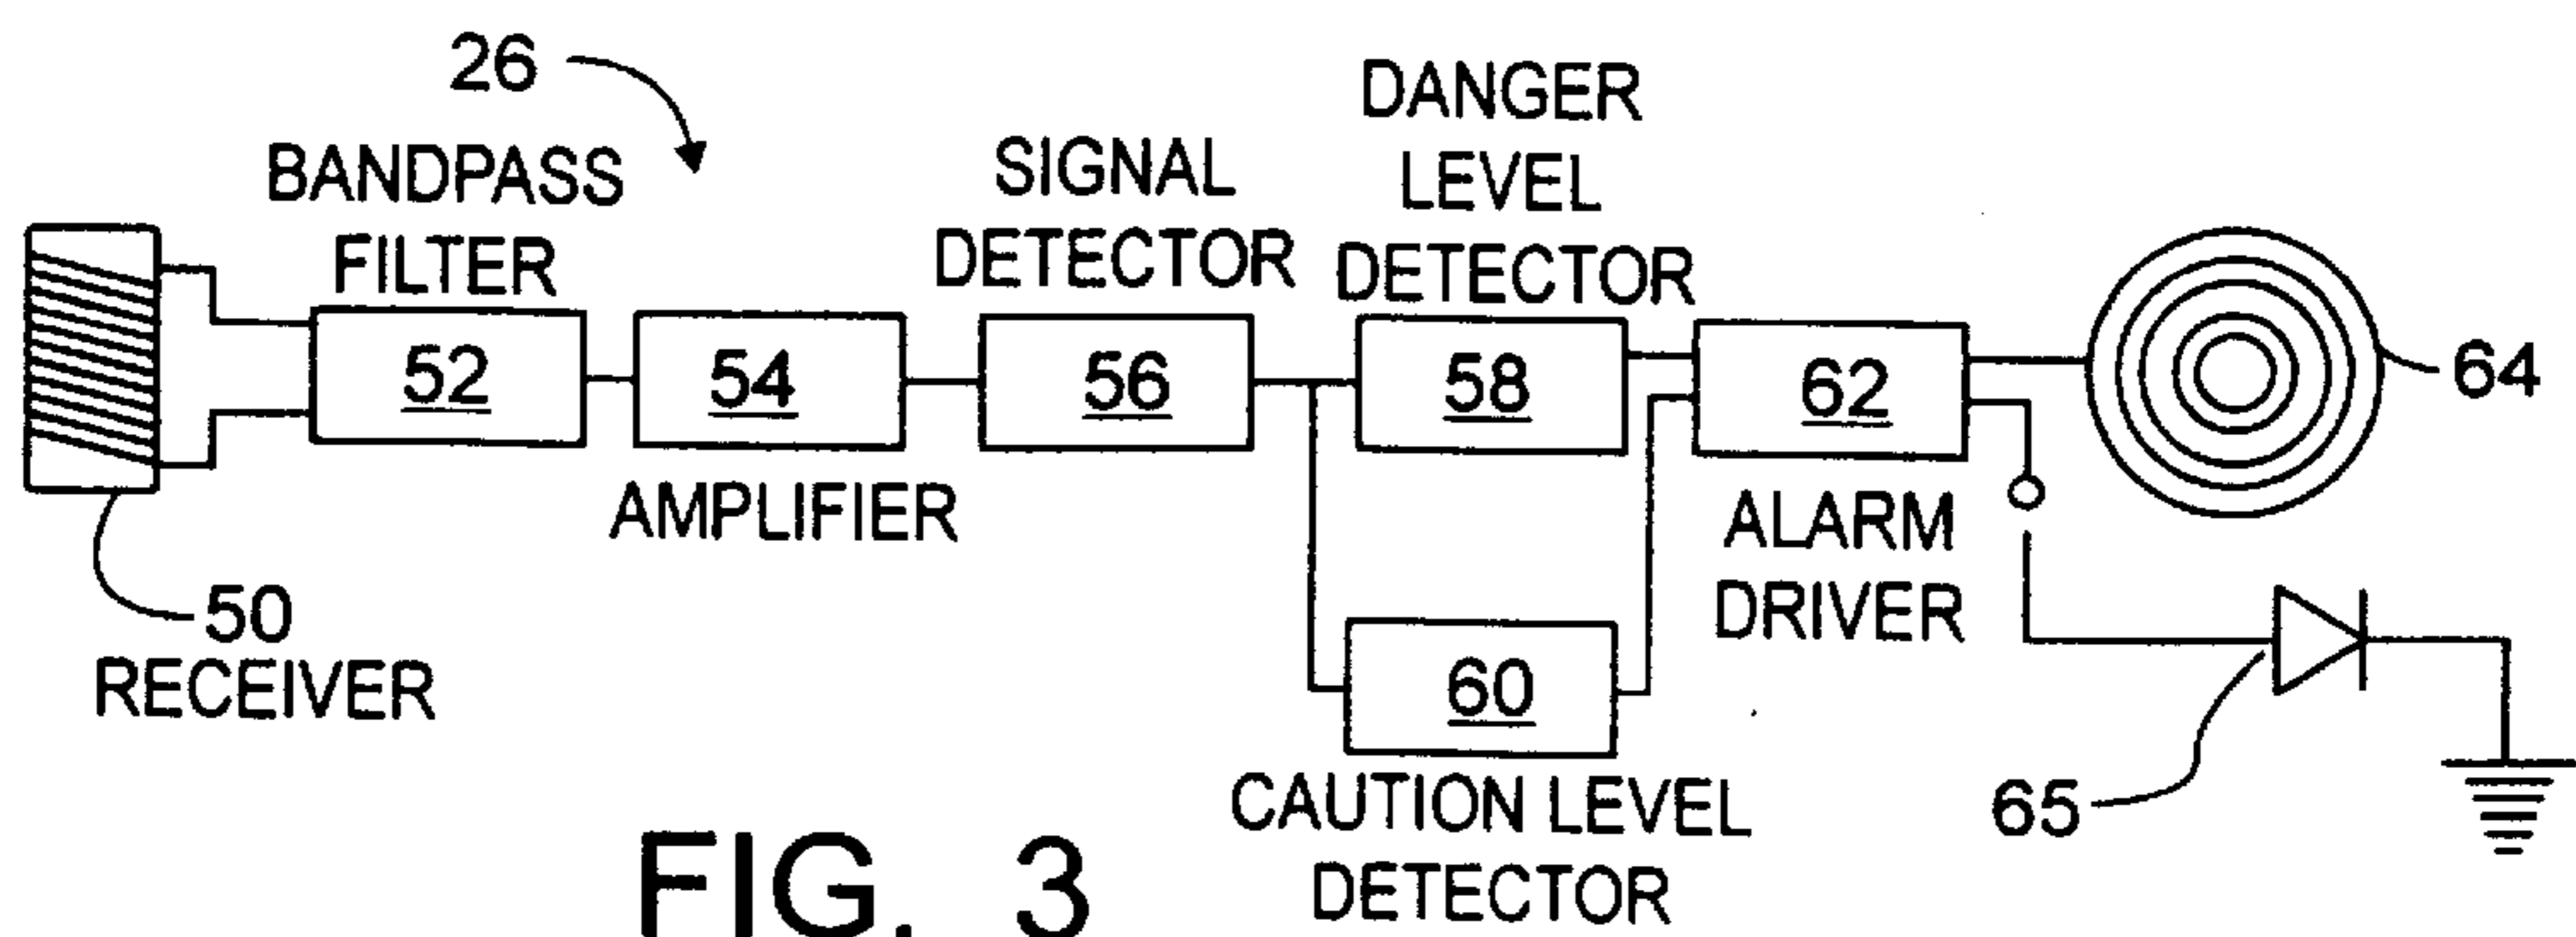 26
BANDPASS
FILTER
SIGNAL
DETECTOR
DANGER
LEVEL
DETECTOR
52
54
56
58
62
64
AMPLIFIER
ALARM
DRIVER
50
RECEIVER
60
CAUTION LEVEL
DETECTOR
65
FIG. 3